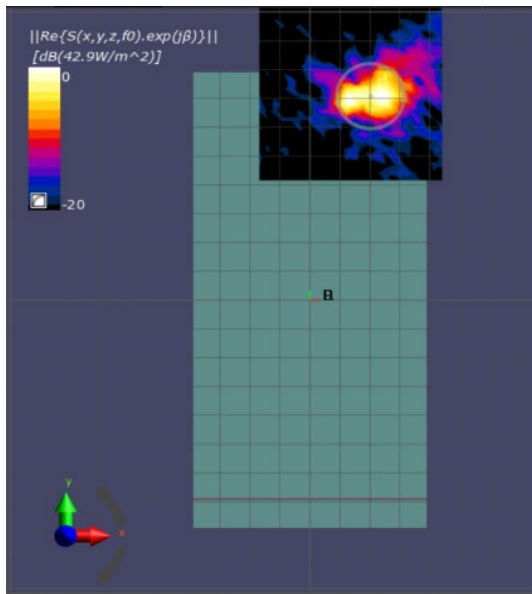 ||Re{S(x,y,z,f0).exp(jβ)}||
[dB(42.9W/m^2)]
0
-20
y
x